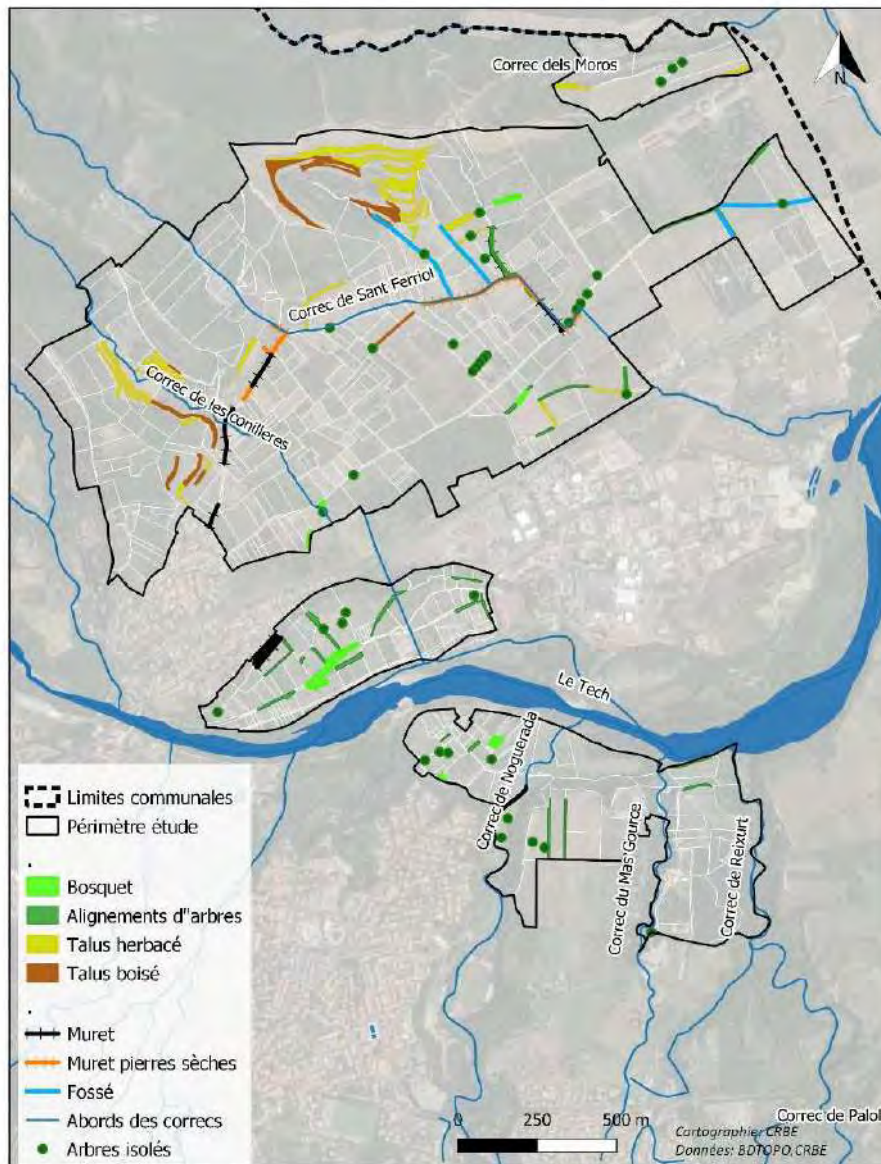 Correc dels Moros
N
Correc de Sant Ferriol
Correc de les conilleres
Le Tech
Correc de Noguerada
Correc du Mas Gource
Correc de Reixurt
Limites communales
Périmètre étude
.
Bosquet
Alignements d"arbres
Talus herbacé
Talus boisé
.
Muret
Muret pierres sèches
Fossé
Abords des correcs
Arbres isolés
0 250 500 m
Correc de Palol
Cartographie: CRBE
Données: BDTOPO,CRBE